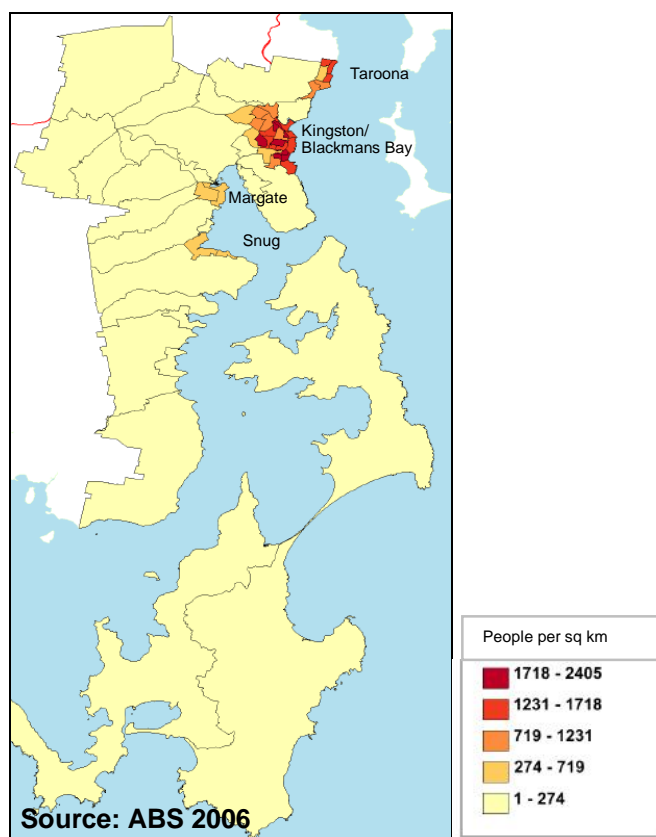 Taroona
Kingston/
Blackmans Bay
Margate
Snug
People per sq km
1718 - 2405
1231 - 1718
719 - 1231
274 - 719
1 - 274
Source: ABS 2006